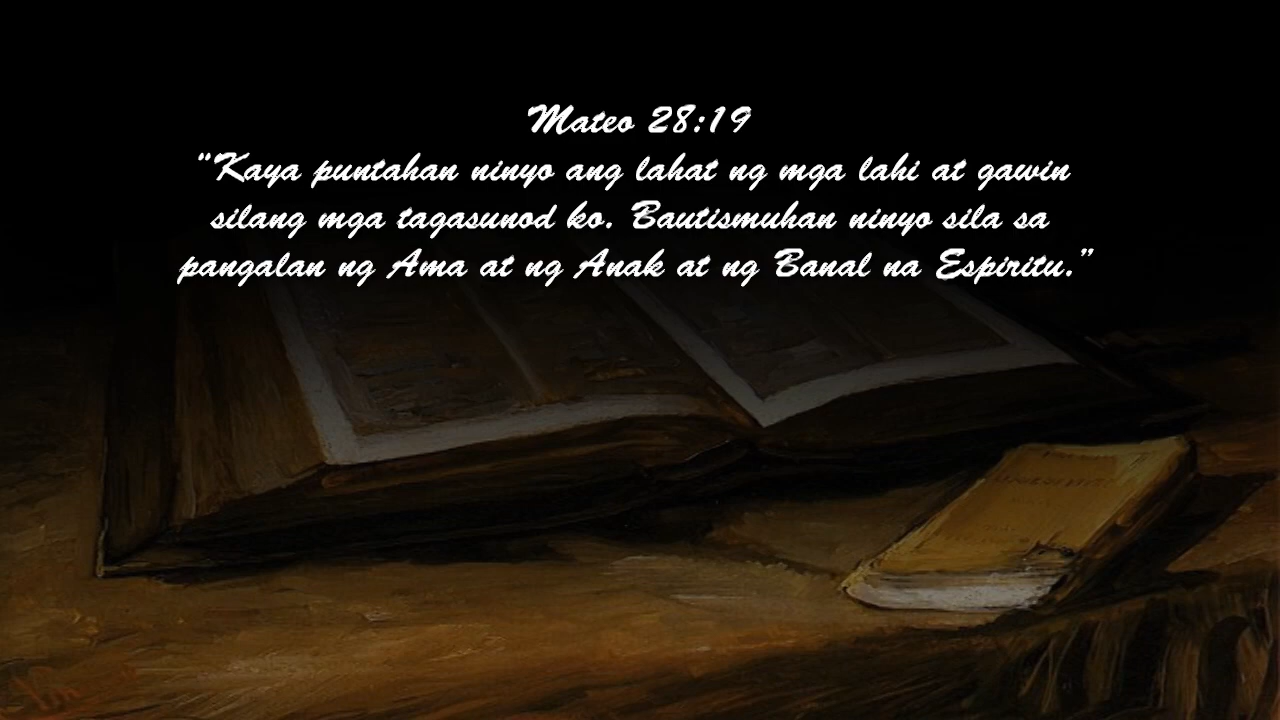 Mateo 28:19
“Kaya puntahan ninyo ang lahat ng mga lahi at gawin
silang mga tagasunod ko. Bautismuhan ninyo sila sa
pangalan ng Ama at ng Anak at ng Banal na Espiritu.”